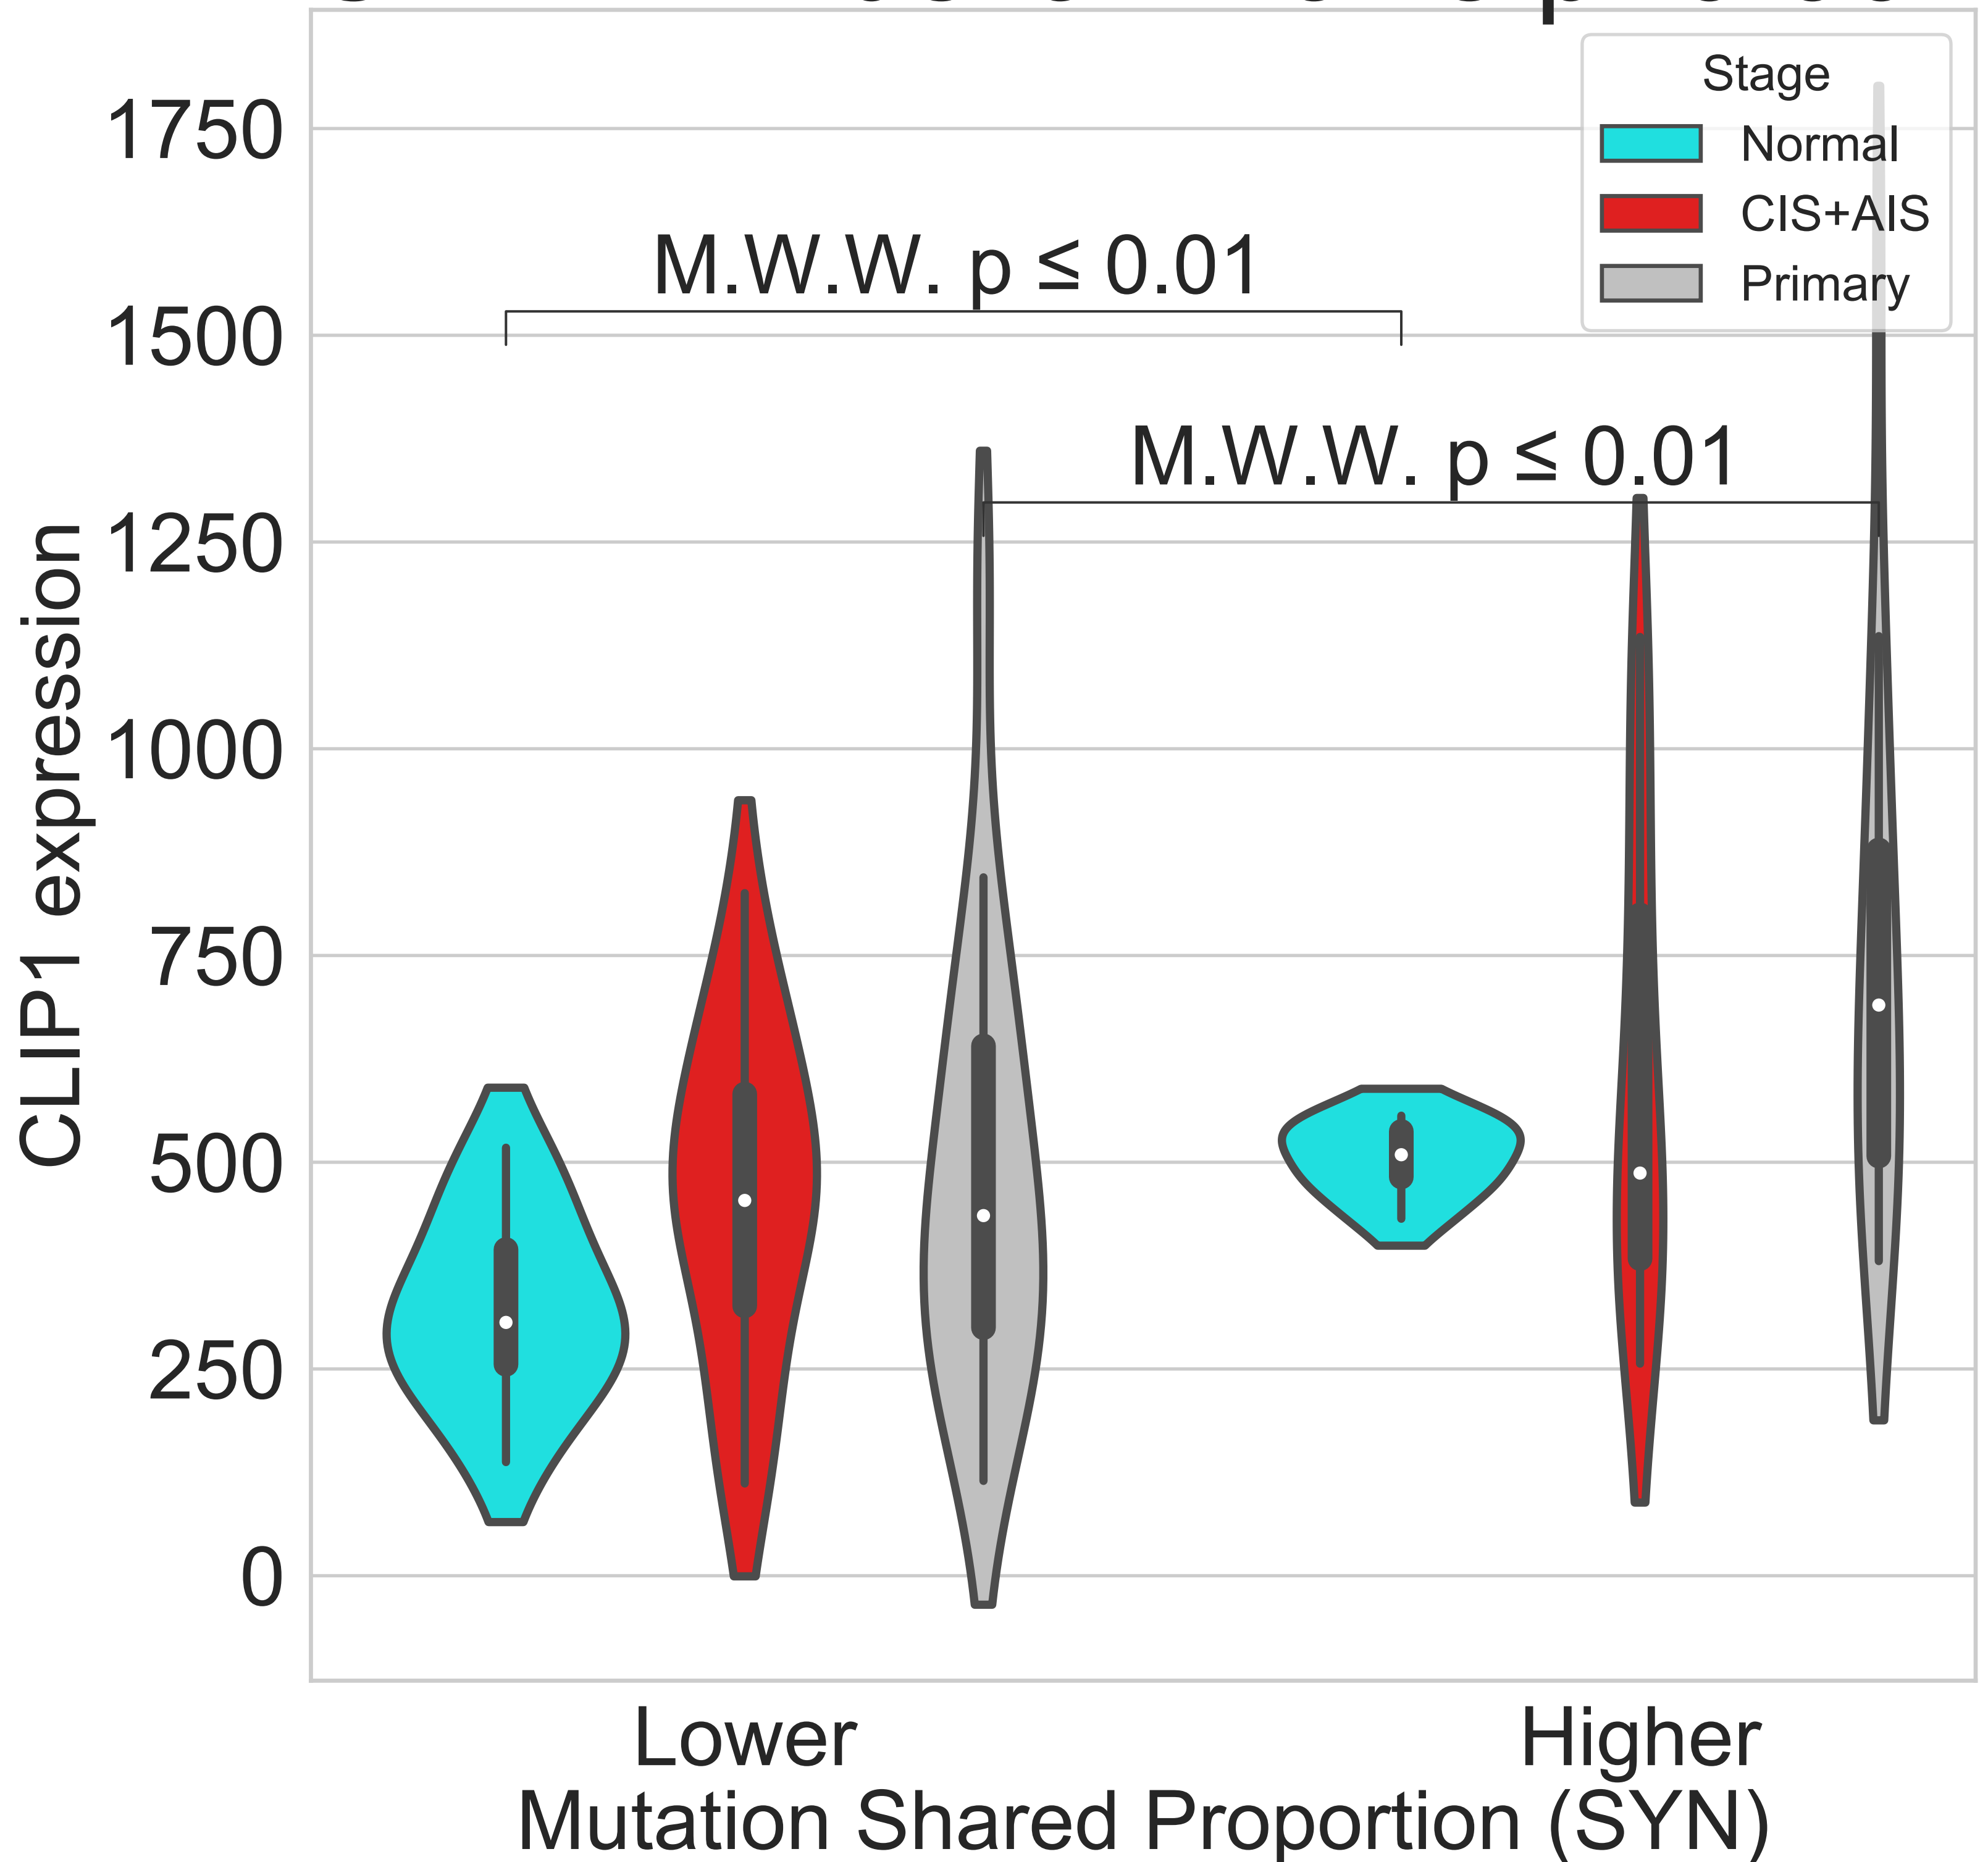 Stage
Normal
CIS+AIS
Primary
M.W.W. p ≤ 0.01
M.W.W. p ≤ 0.01
1750
1500
1250
1000
750
500
250
0
CLIP1 expression
Lower
Higher
Mutation Shared Proportion (SYN)